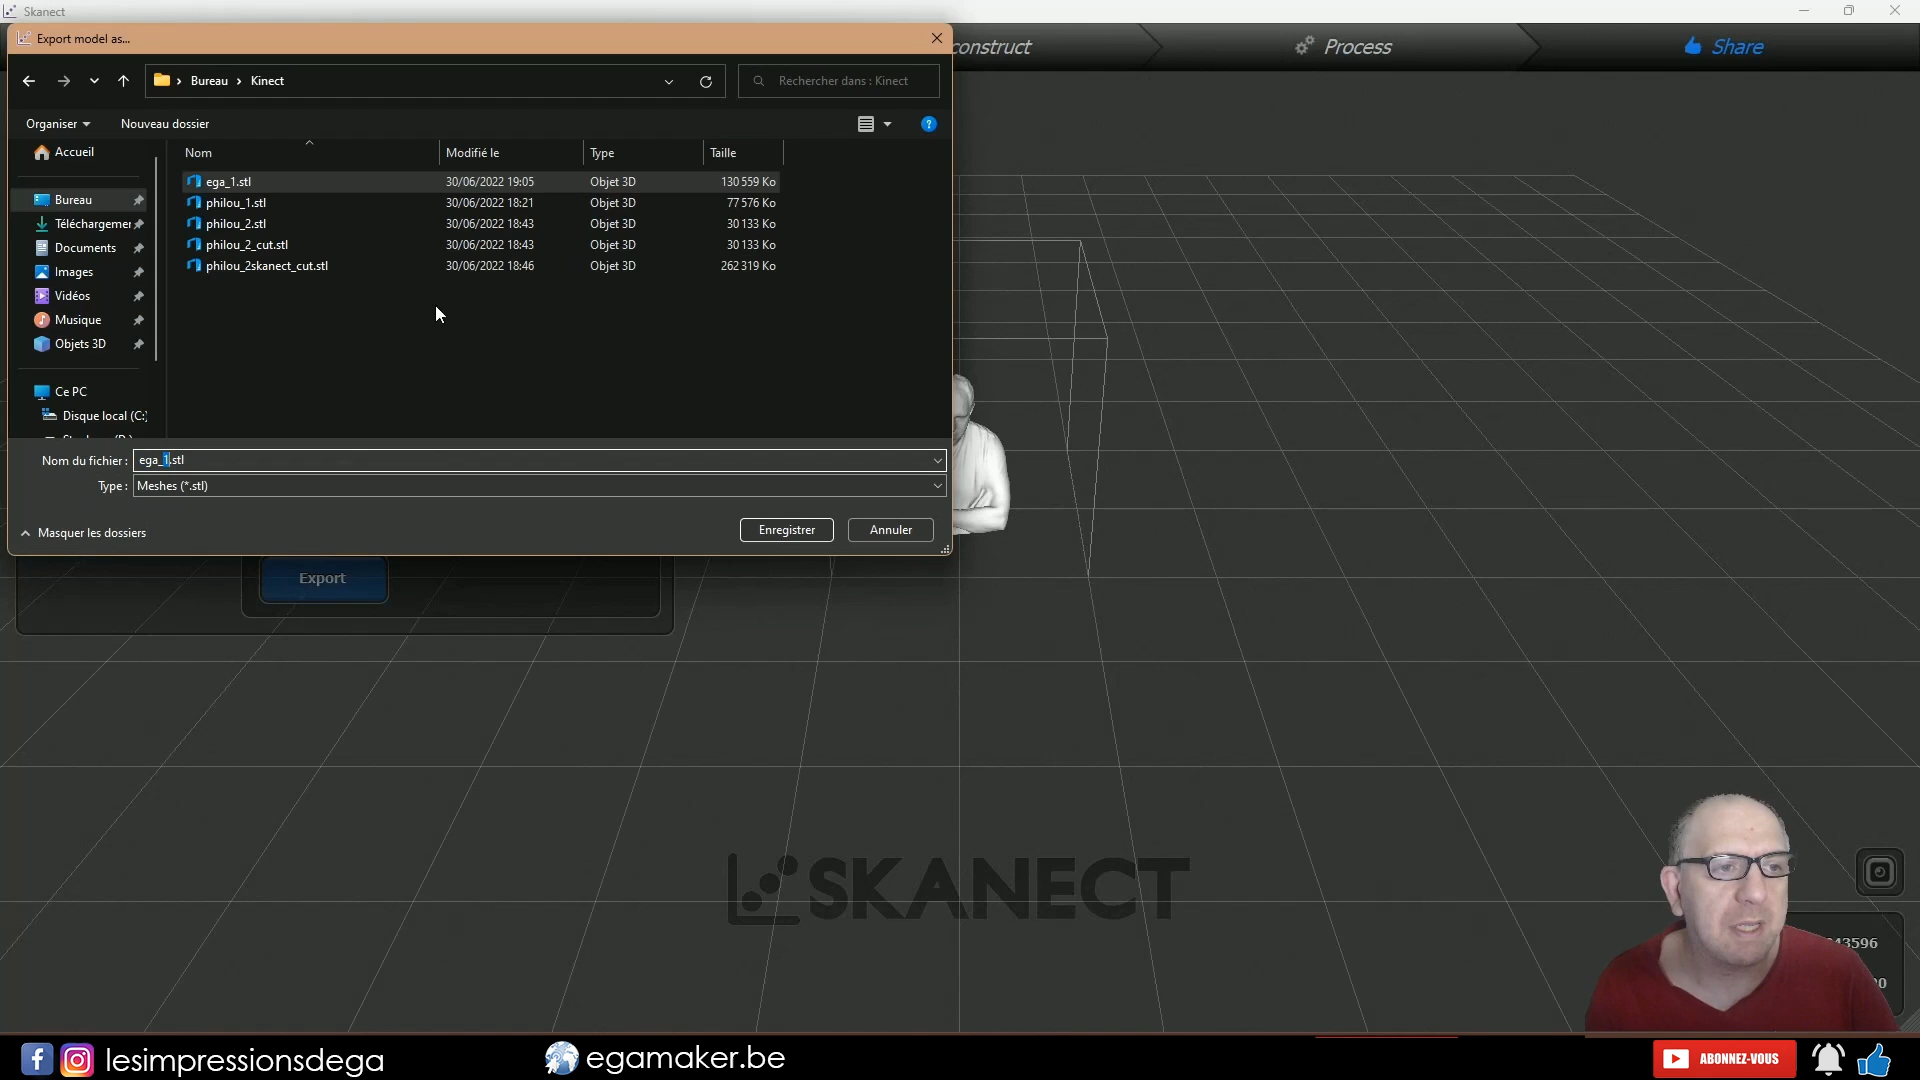 Skanect
Export model as...
construct
Process
Share
Bureau
Kinect
Rechercher dans : Kinect
Organiser
Nouveau dossier
?
Accueil
Bureau
Téléchargemer
Documents
Images
Vidéos
Musique
Objets 3D
Ce PC
Disque local (C:)
Nom Modifié le Type Taille
ega_1.stl 30/06/2022 19:05 Objet 3D 130 559 Ko
philou_1.stl 30/06/2022 18:21 Objet 3D 77 576 Ko
philou_2.stl 30/06/2022 18:43 Objet 3D 30 133 Ko
philou_2_cut.stl 30/06/2022 18:43 Objet 3D 30 133 Ko
philou_2skanect_cut.stl 30/06/2022 18:46 Objet 3D 262 319 Ko
Nom du fichier : ega_1.stl
Type : Meshes (*.stl)
Masquer les dossiers
Enregistrer
Annuler
Export
SKANECT
43596
lesimpressionsdega
egamaker.be
ABONNEZ-VOUS